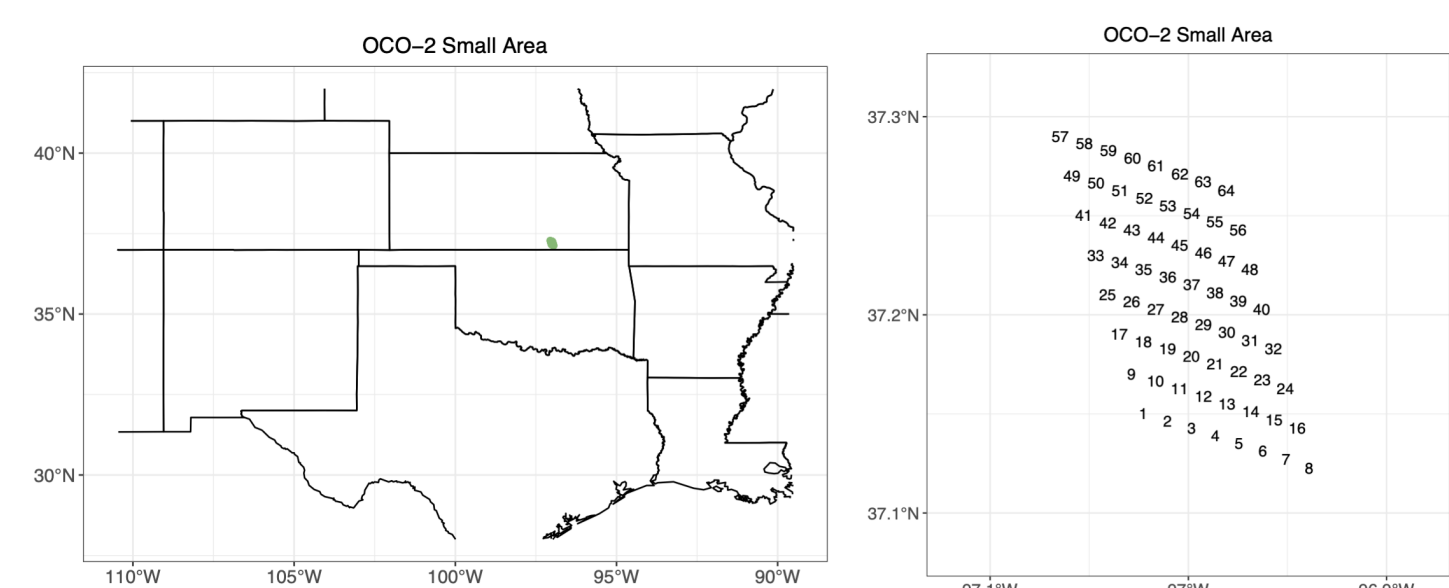 OCO−2 Small Area
40°N
35°N
30°N
110°W 105°W 100°W 95°W 90°W
OCO−2 Small Area
37.3°N
37.2°N
37.1°N
57 58 59 60 61 62 63 64
49 50 51 52 53 54 55 56
41 42 43 44 45 46 47 48
33 34 35 36 37 38 39 40
25 26 27 28 29 30 31 32
17 18 19 20 21 22 23 24
9 10 11 12 13 14 15 16
1 2 3 4 5 6 7 8